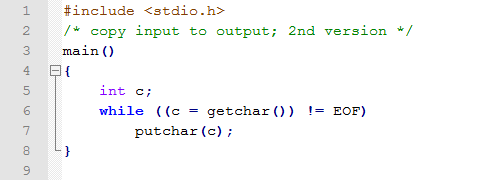 1 #include <stdio.h>
2 /* copy input to output; 2nd version */
3 main()
4 {
5     int c;
6     while ((c = getchar()) != EOF)
7         putchar(c);
8 }
9